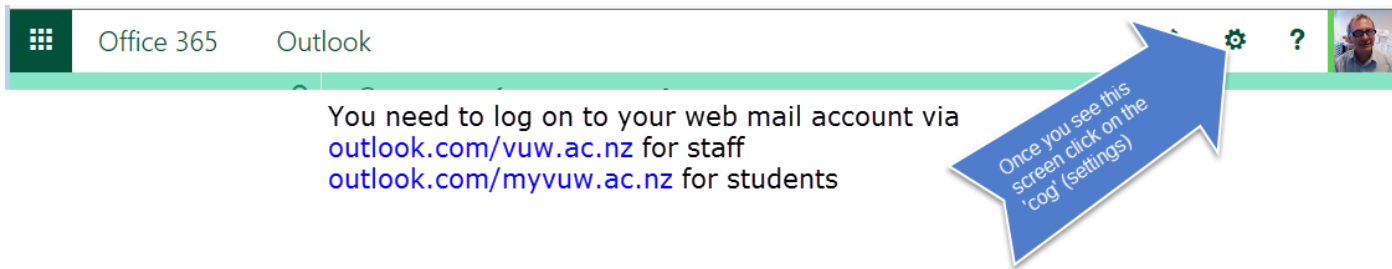 Office 365 Outlook
?
You need to log on to your web mail account via
outlook.com/vuw.ac.nz for staff
outlook.com/myvuw.ac.nz for students
Once you see this
screen click on the
'cog' (settings)